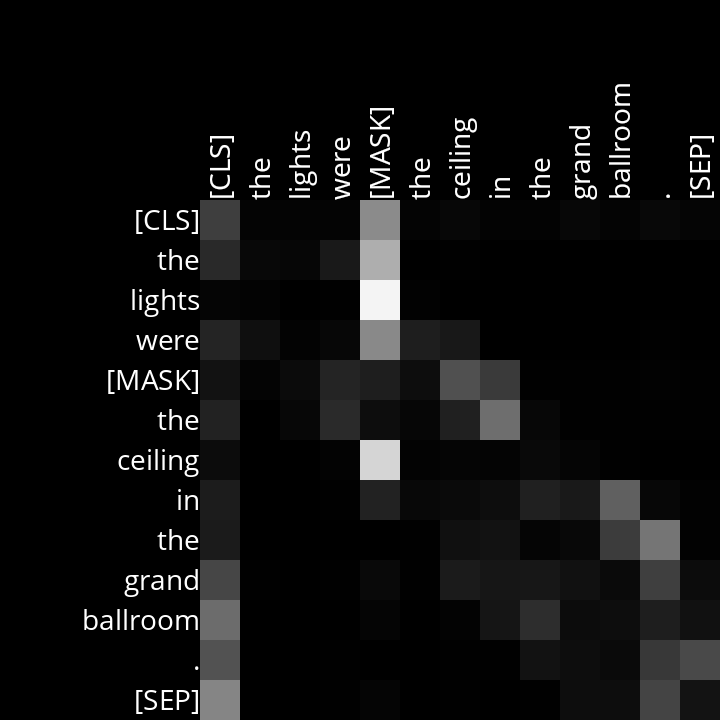 [CLS]
the
lights
were
[MASK]
the
ceiling
in
the
grand
ballroom
.
[SEP]
[CLS]
the
lights
were
[MASK]
the
ceiling
in
the
grand
ballroom
.
[SEP]